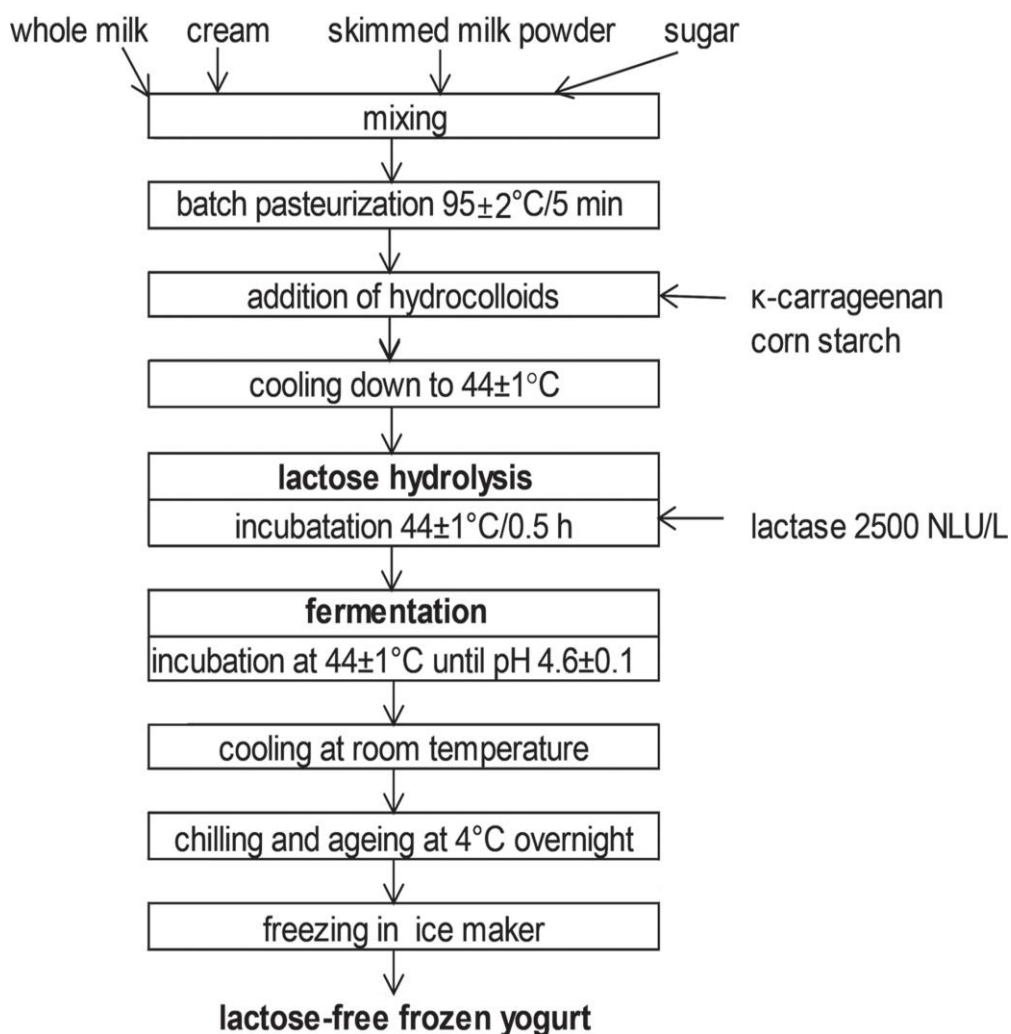 whole milk cream skimmed milk powder sugar
mixing
batch pasteurization 95±2°C/5 min
addition of hydrocolloids
κ-carrageenan
corn starch
cooling down to 44±1°C
lactose hydrolysis
incubatation 44±1°C/0.5 h
lactase 2500 NLU/L
fermentation
incubation at 44±1°C until pH 4.6±0.1
cooling at room temperature
chilling and ageing at 4°C overnight
freezing in ice maker
lactose-free frozen yogurt